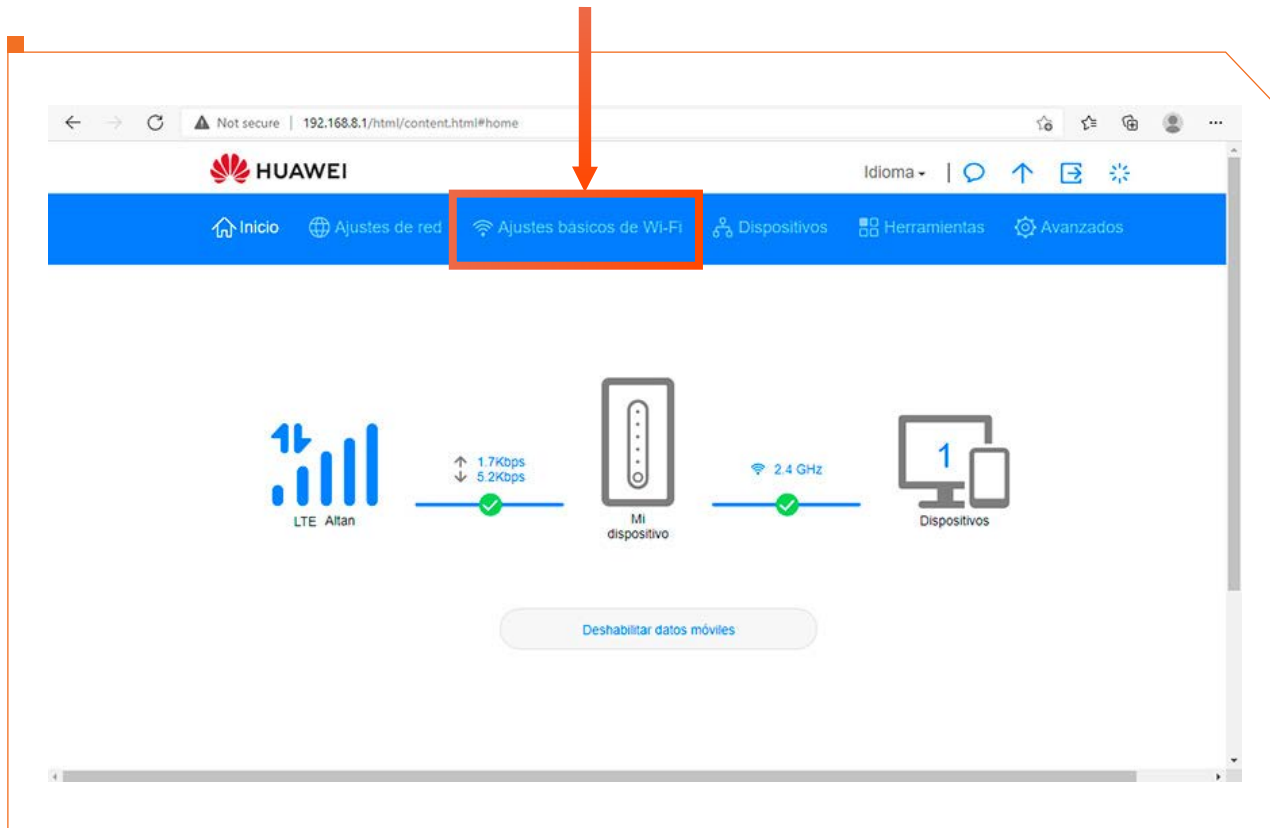 Not secure | 192.168.8.1/html/content.html#home
HUAWEI
Idioma
Inicio
Ajustes de red
Ajustes básicos de Wi-Fi
Dispositivos
Herramientas
Avanzados
1.7Kbps
5.2Kbps
2.4 GHz
1
LTE Altan
Mi
dispositivo
Dispositivos
Deshabilitar datos móviles